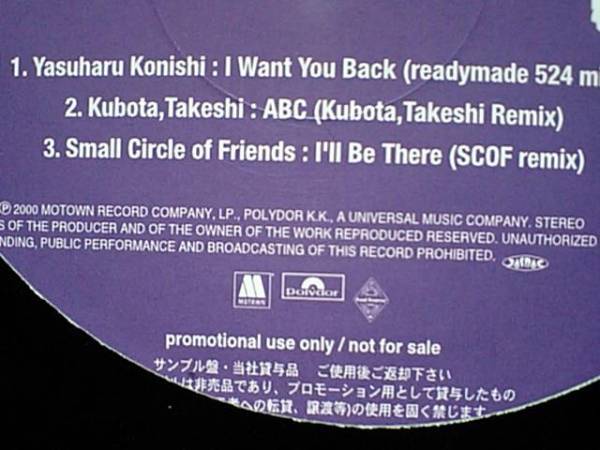 1. Yasuharu Konishi : I Want You Back (readymade 524 mi
2. Kubota,Takeshi : ABC (Kubota,Takeshi Remix)
3. Small Circle of Friends : I'll Be There (SCOF remix)
Ⓟ 2000 MOTOWN RECORD COMPANY, LP., POLYDOR K.K., A UNIVERSAL MUSIC COMPANY. STEREO
S OF THE PRODUCER AND OF THE OWNER OF THE WORK REPRODUCED RESERVED. UNAUTHORIZED
NDING, PUBLIC PERFORMANCE AND BROADCASTING OF THIS RECORD PROHIBITED.
M
MOTOWN
Polydor
promotional use only / not for sale
サンプル盤・当社貸与品 ご使用後ご返却下さい
ルは非売品であり、プロモーション用として貸与したもの
者への転貸、譲渡等)の使用を固く禁じます